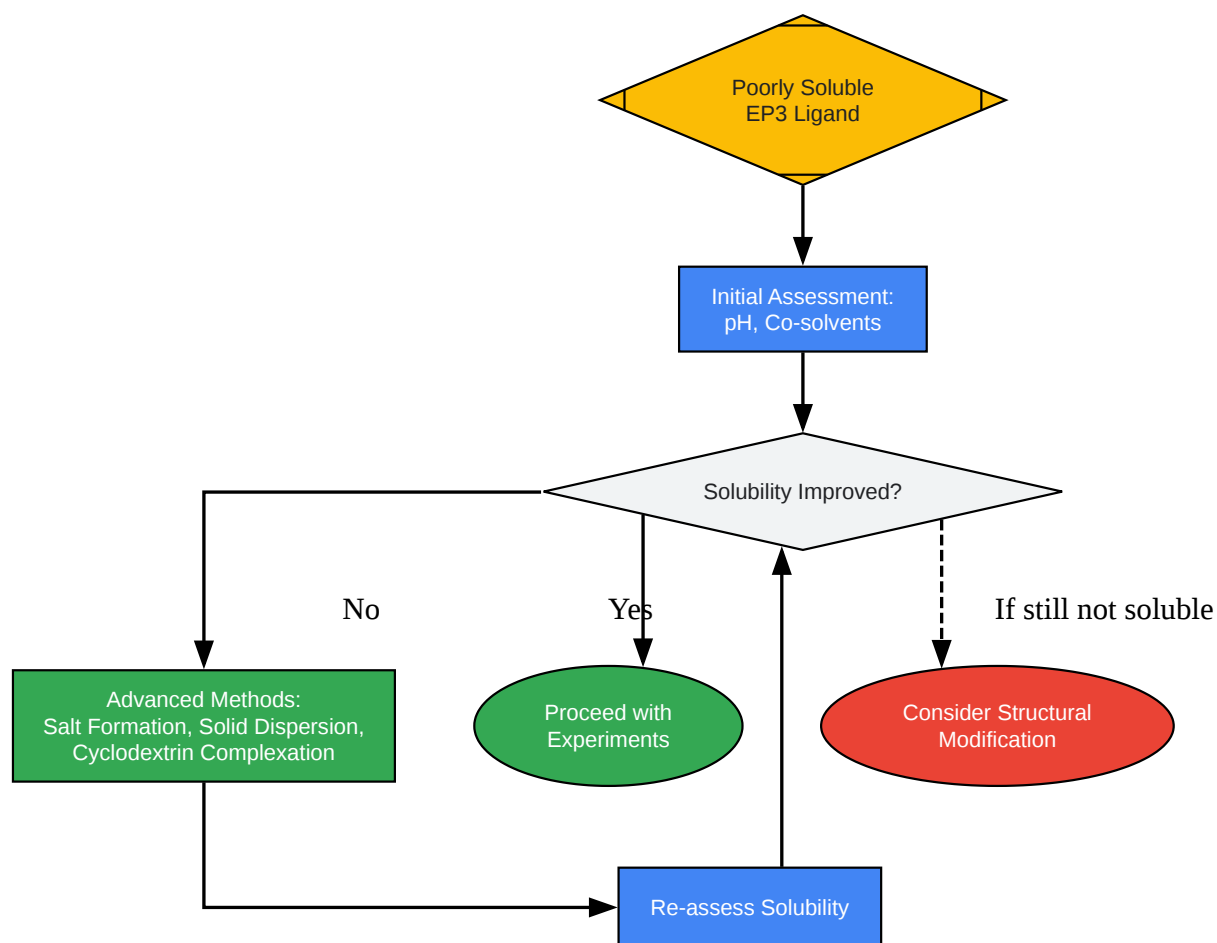 Poorly Soluble
EP3 Ligand
Initial Assessment:
pH, Co-solvents
Solubility Improved?
No
Yes
If still not soluble
Advanced Methods:
Salt Formation, Solid Dispersion,
Cyclodextrin Complexation
Proceed with
Experiments
Consider Structural
Modification
Re-assess Solubility